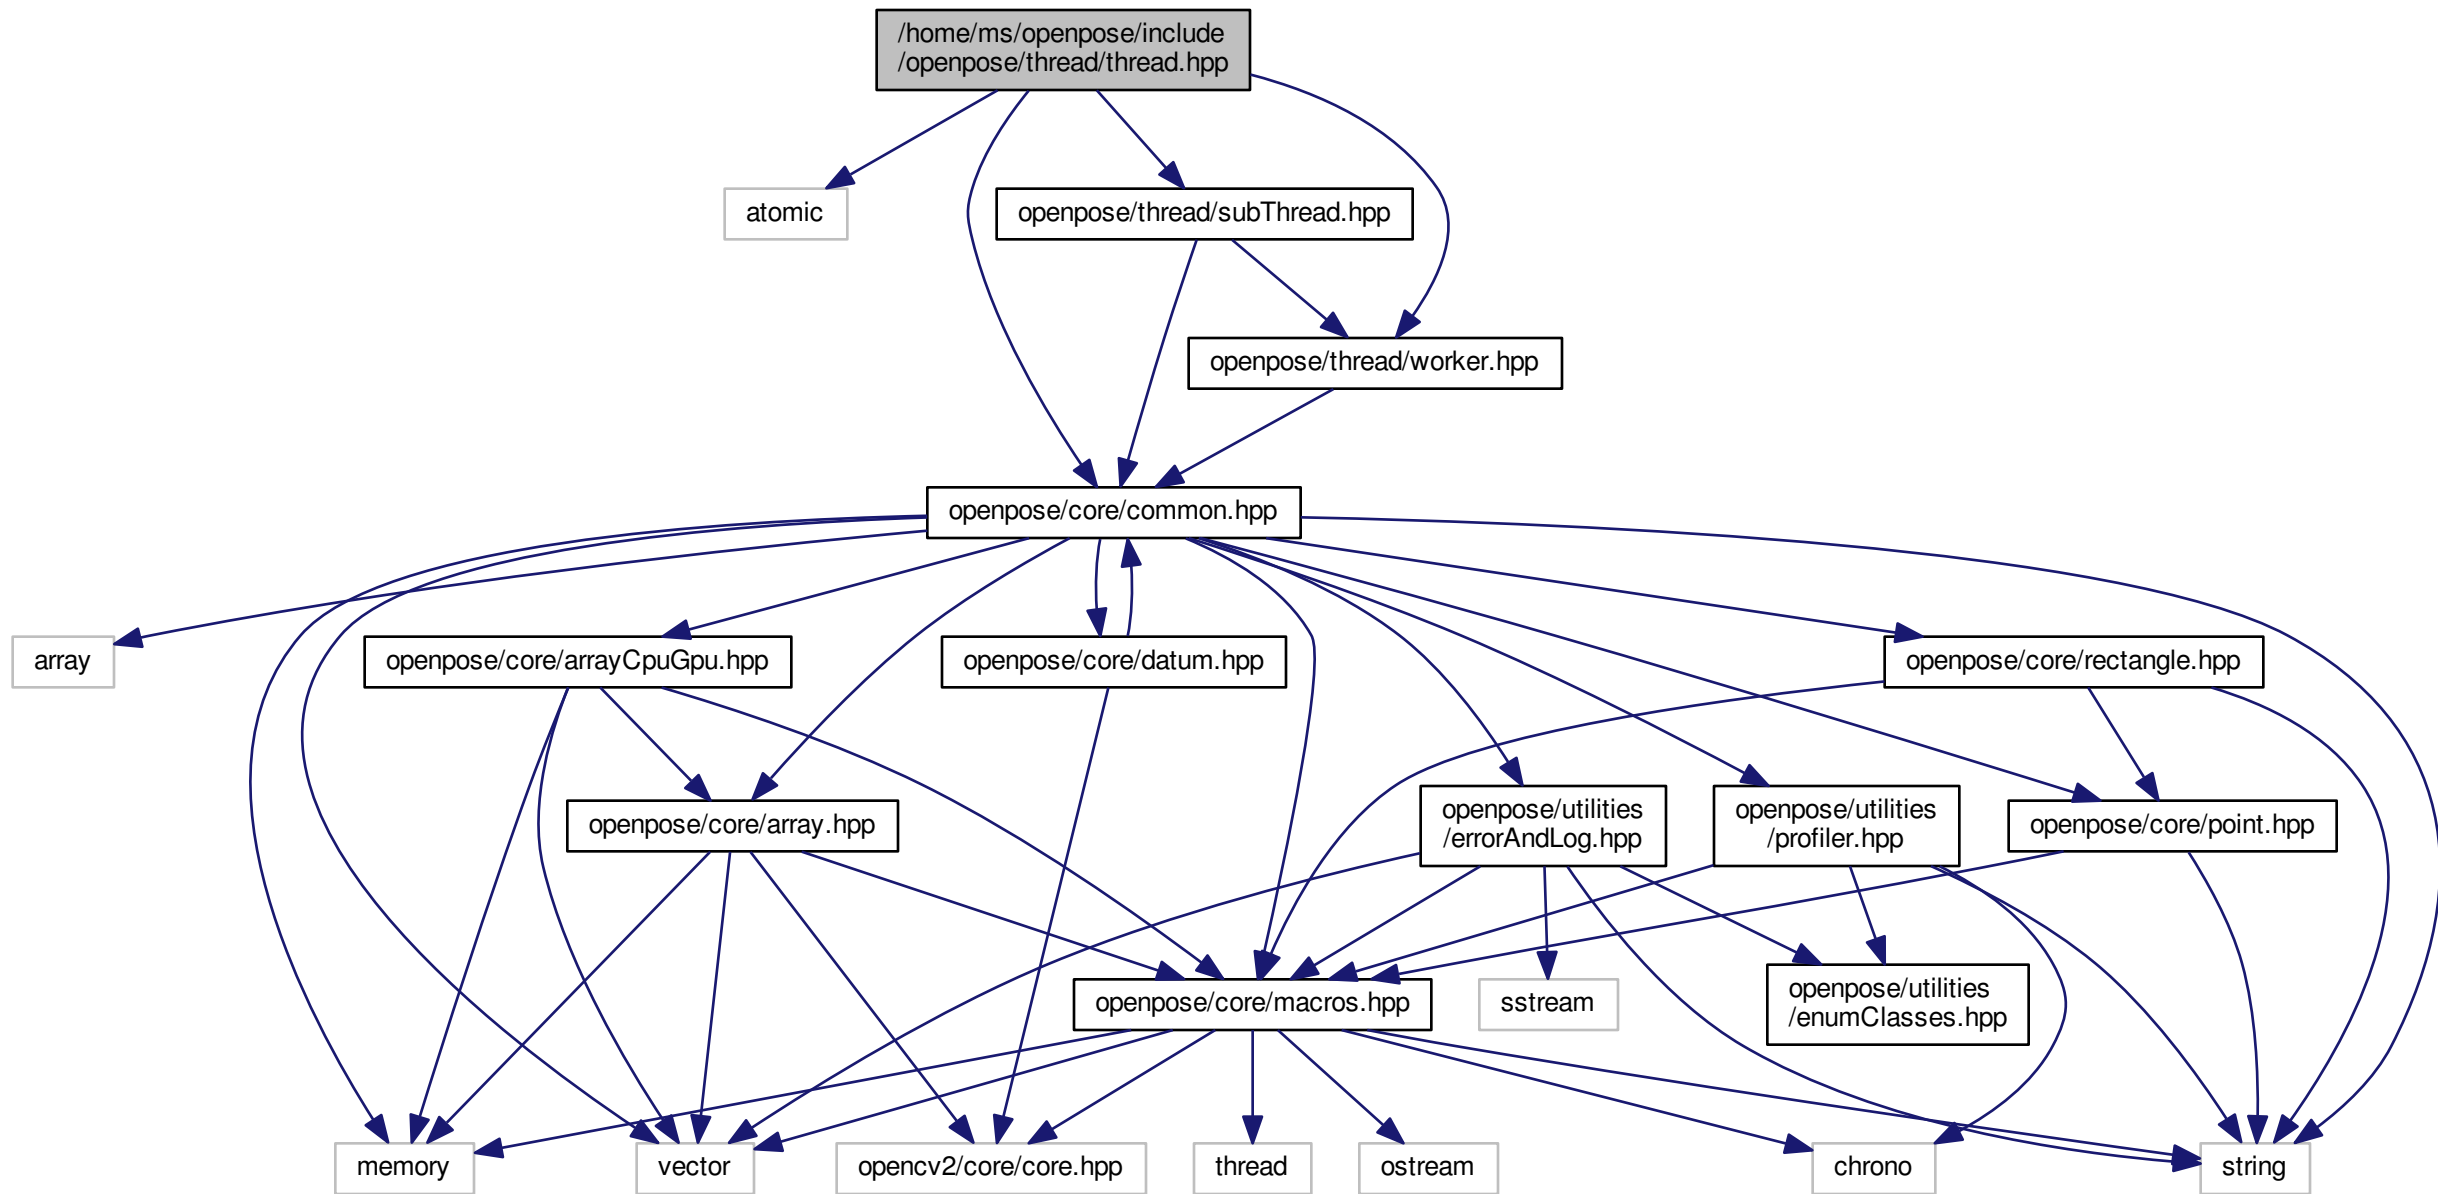 /home/ms/openpose/include
/openpose/thread/thread.hpp
atomic
openpose/thread/subThread.hpp
openpose/thread/worker.hpp
openpose/core/common.hpp
array
openpose/core/arrayCpuGpu.hpp
openpose/core/datum.hpp
openpose/core/rectangle.hpp
openpose/core/array.hpp
openpose/utilities
/errorAndLog.hpp
openpose/utilities
/profiler.hpp
openpose/core/point.hpp
openpose/core/macros.hpp
sstream
openpose/utilities
/enumClasses.hpp
memory
vector
opencv2/core/core.hpp
thread
ostream
chrono
string